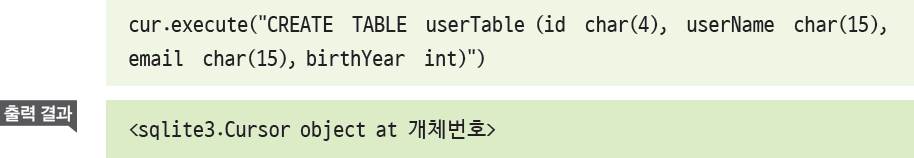 cur.execute("CREATE TABLE userTable (id char(4), userName char(15),
email char(15), birthYear int)")
출력 결과
<sqlite3.Cursor object at 개체번호>